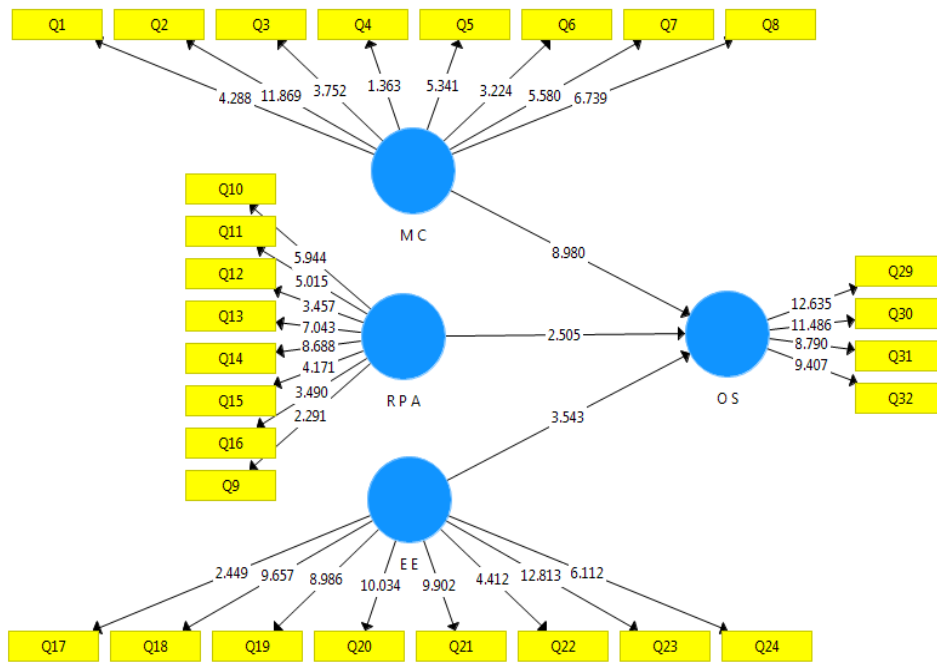 Q1 Q2 Q3 Q4 Q5 Q6 Q7 Q8
4.288 11.869 3.752 1.363 5.341 3.224 5.580 6.739
M C
Q10
Q11
Q12
Q13
Q14
Q15
Q16
Q9
5.944
5.015
3.457
7.043
8.688
4.171
3.490
2.291
R P A
8.980
2.505
3.543
O S
12.635
11.486
8.790
9.407
Q29
Q30
Q31
Q32
E E
2.449 9.657 8.986 10.034 9.902 4.412 12.813 6.112
Q17 Q18 Q19 Q20 Q21 Q22 Q23 Q24